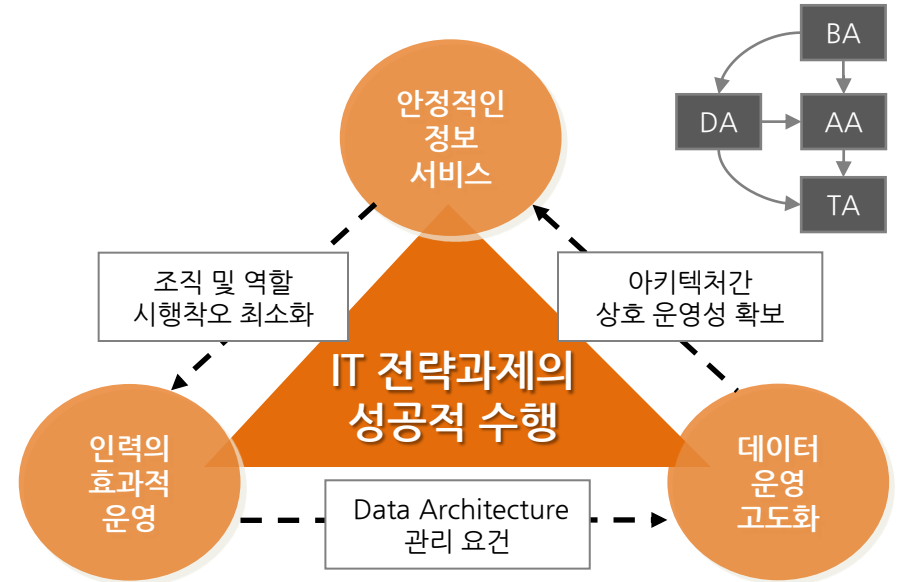 BA
DA
AA
TA
안정적인
정보
서비스
조직 및 역할
시행착오 최소화
아키텍처간
상호 운영성 확보
IT 전략과제의
성공적 수행
인력의
효과적
운영
Data Architecture
관리 요건
데이터
운영
고도화